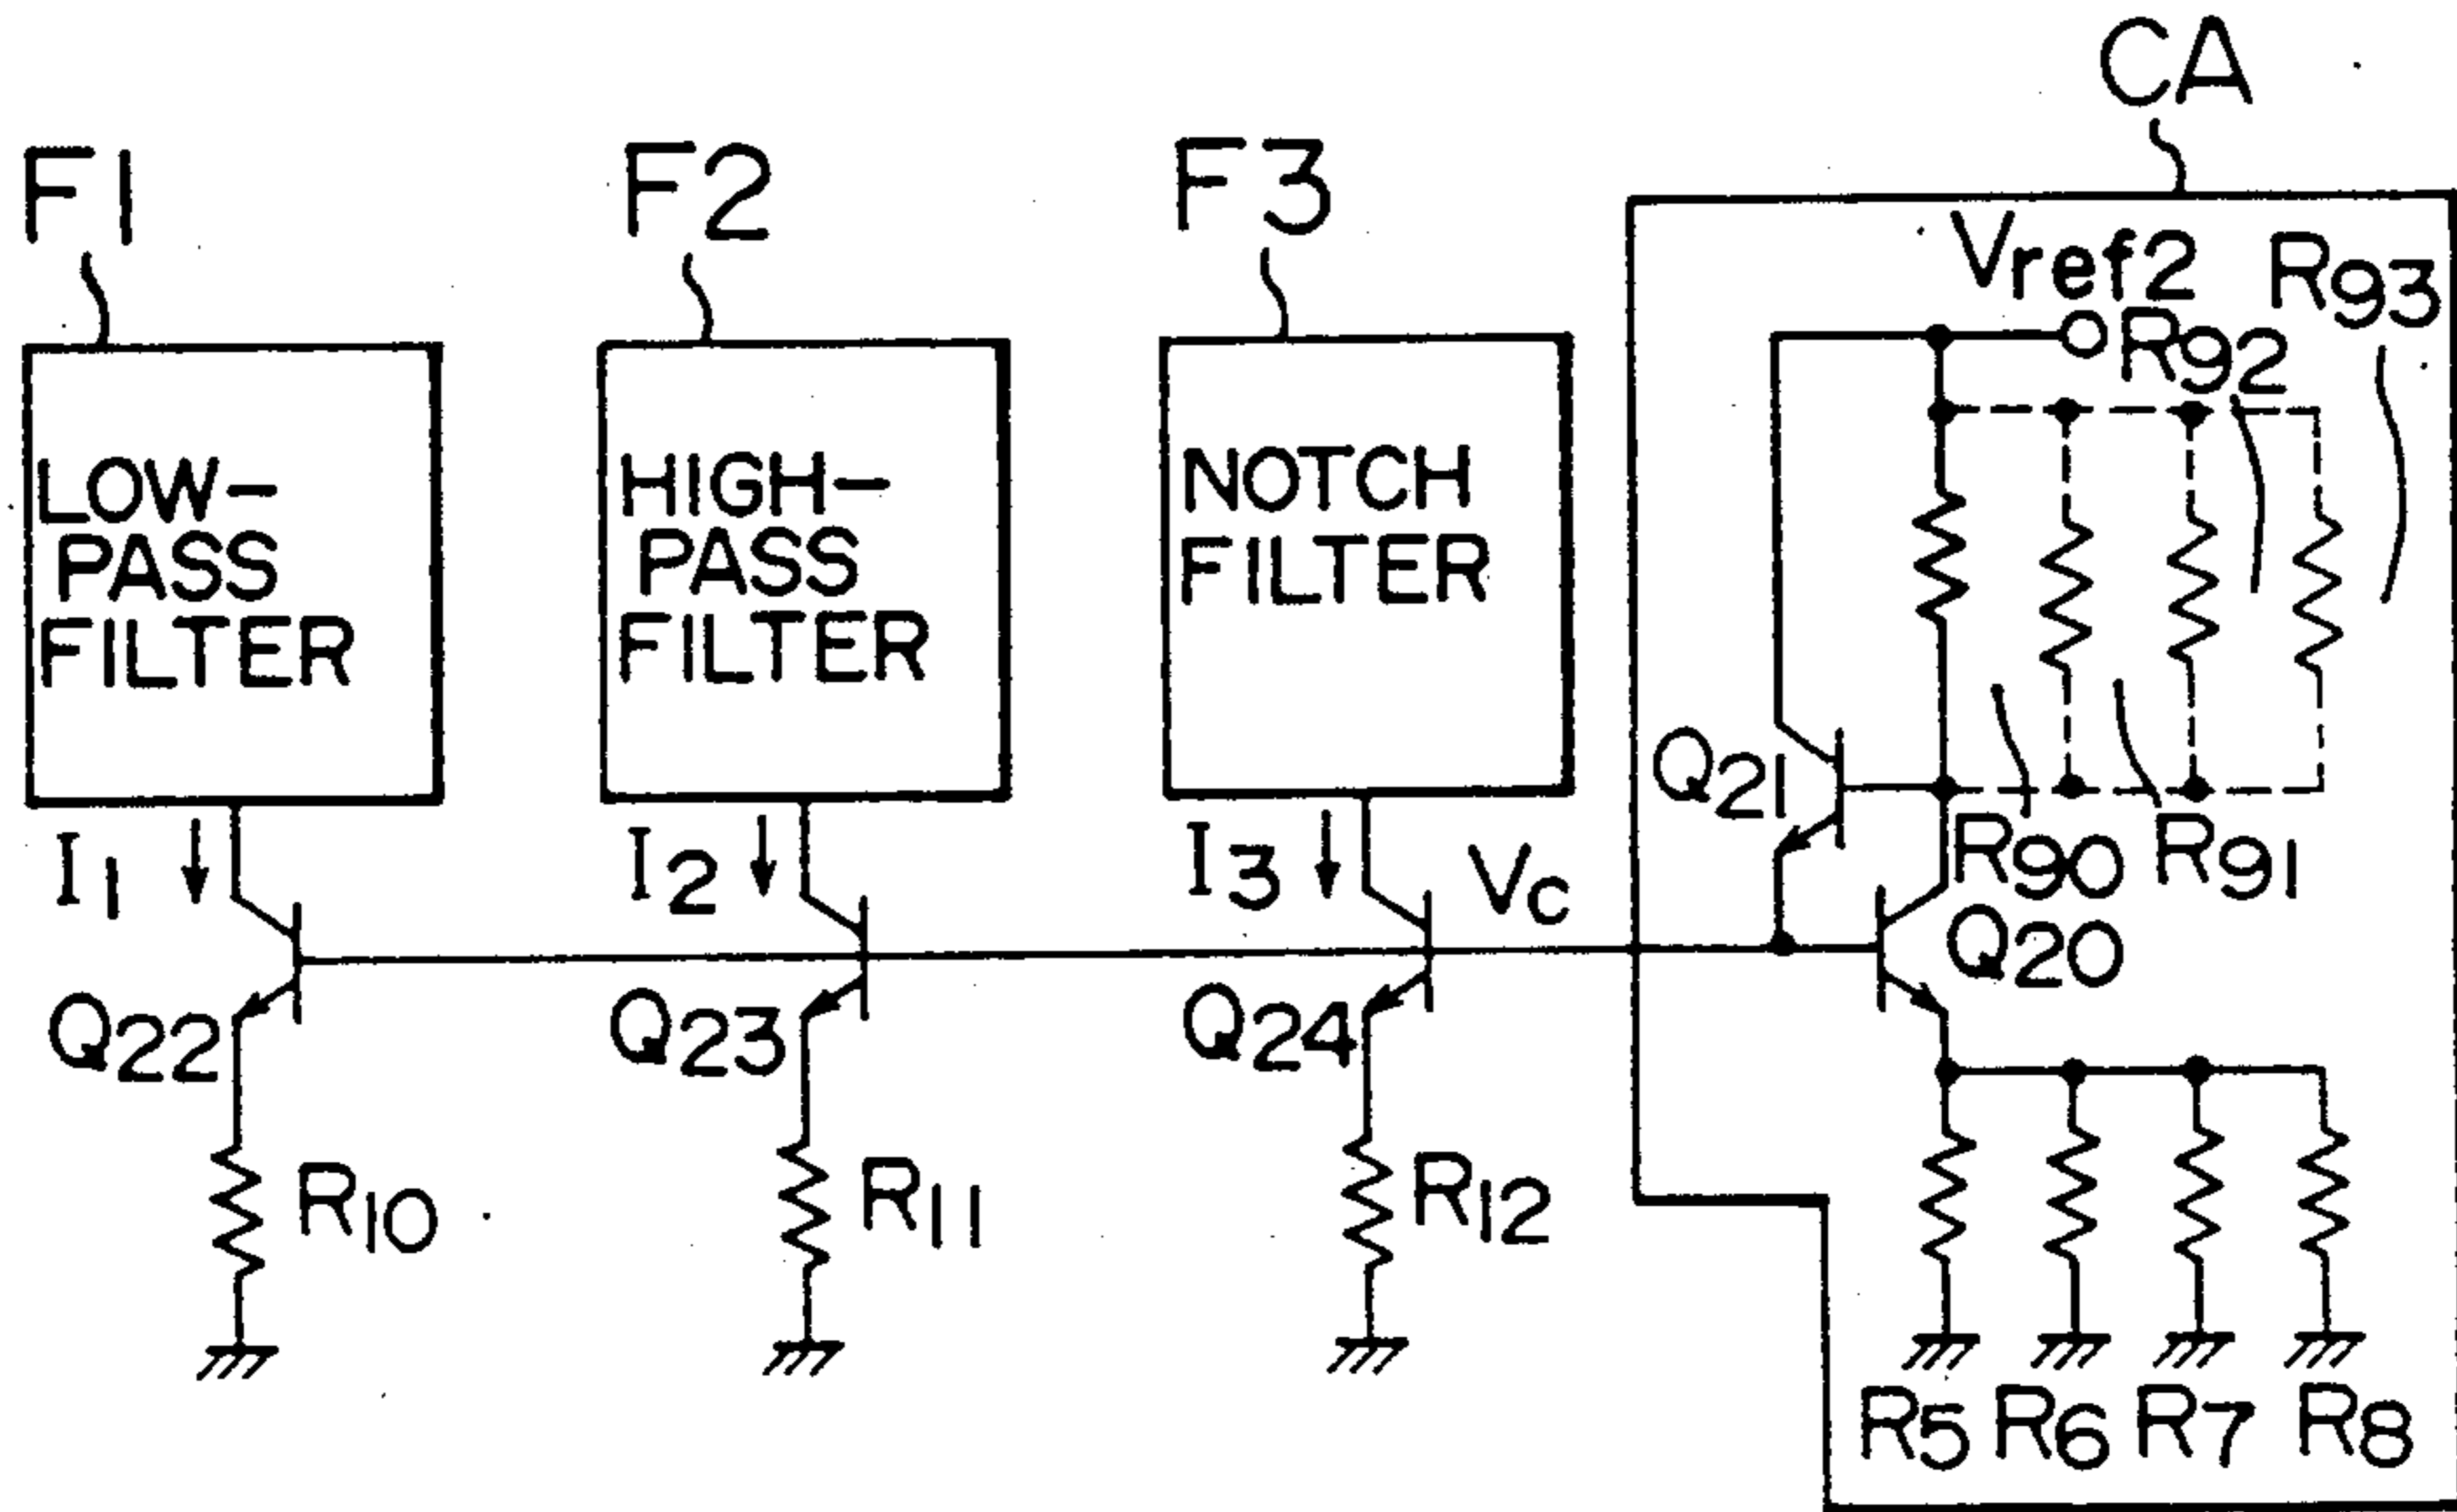 CA
F1
F2
F3
Vref2
R93
R92
LOW-
PASS
FILTER
HIGH-
PASS
FILTER
NOTCH
FILTER
Q21
I1
I2
I3
Vc
R90
R91
Q20
Q22
Q23
Q24
R10
R11
R12
R5
R6
R7
R8